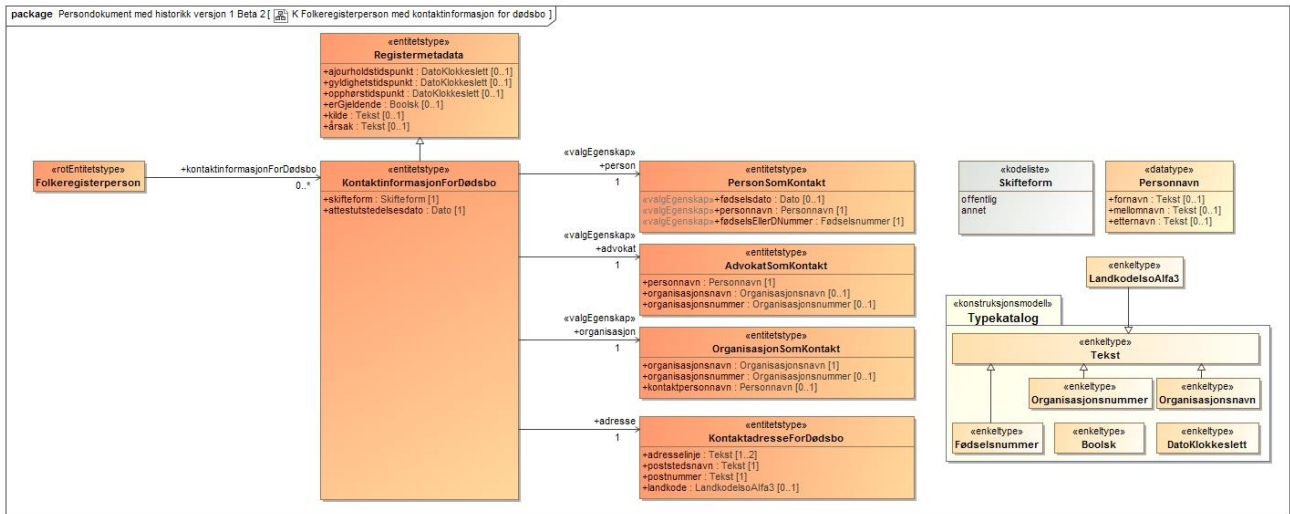 package Persondokument med historikk versjon 1 Beta 2 [ K Folkeregisterperson med kontaktinformasjon for dødsbo ]
«entitetstype»
Registermetadata
+ajourholdstidspunkt : DatoKlokkeslett [0..1]
+gyldighetstidspunkt : DatoKlokkeslett [0..1]
+opphørstidspunkt : DatoKlokkeslett [0..1]
+erGjeldende : Boolsk [0..1]
+kilde : Tekst [0..1]
+årsak : Tekst [0..1]
«rotEntitetstype»
Folkeregisterperson
+kontaktinformasjonForDødsbo
0..*
«entitetstype»
KontaktinformasjonForDødsbo
+skifteform : Skifteform [1]
+attestutstedelsesdato : Dato [1]
«valgEgenskap»
+person
1
«entitetstype»
PersonSomKontakt
«valgEgenskap»+fødselsdato : Dato [0..1]
«valgEgenskap»+personnavn : Personnavn [1]
«valgEgenskap»+fødselsEllerDNummer : Fødselsnummer [1]
«valgEgenskap»
+advokat
1
«entitetstype»
AdvokatSomKontakt
+personnavn : Personnavn [1]
+organisasjonsnavn : Organisasjonsnavn [0..1]
+organisasjonsnummer : Organisasjonsnummer [0..1]
«valgEgenskap»
+organisasjon
1
«entitetstype»
OrganisasjonSomKontakt
+organisasjonsnavn : Organisasjonsnavn [1]
+organisasjonsnummer : Organisasjonsnummer [0..1]
+kontaktpersonnavn : Personnavn [0..1]
+adresse
1
«entitetstype»
KontaktadresseForDødsbo
+adresselinje : Tekst [1..2]
+poststedsnavn : Tekst [1]
+postnummer : Tekst [1]
+landkode : LandkodeIsoAlfa3 [0..1]
«kodeliste»
Skifteform
offentlig
annet
«datatype»
Personnavn
+fornavn : Tekst [0..1]
+mellomnavn : Tekst [0..1]
+etternavn : Tekst [0..1]
«enkeltype»
LandkodeIsoAlfa3
«konstruksjonsmodell»
Typekatalog
«enkeltype»
Tekst
«enkeltype»
Organisasjonsnummer
«enkeltype»
Organisasjonsnavn
«enkeltype»
Fødselsnummer
«enkeltype»
Boolsk
«enkeltype»
DatoKlokkeslett